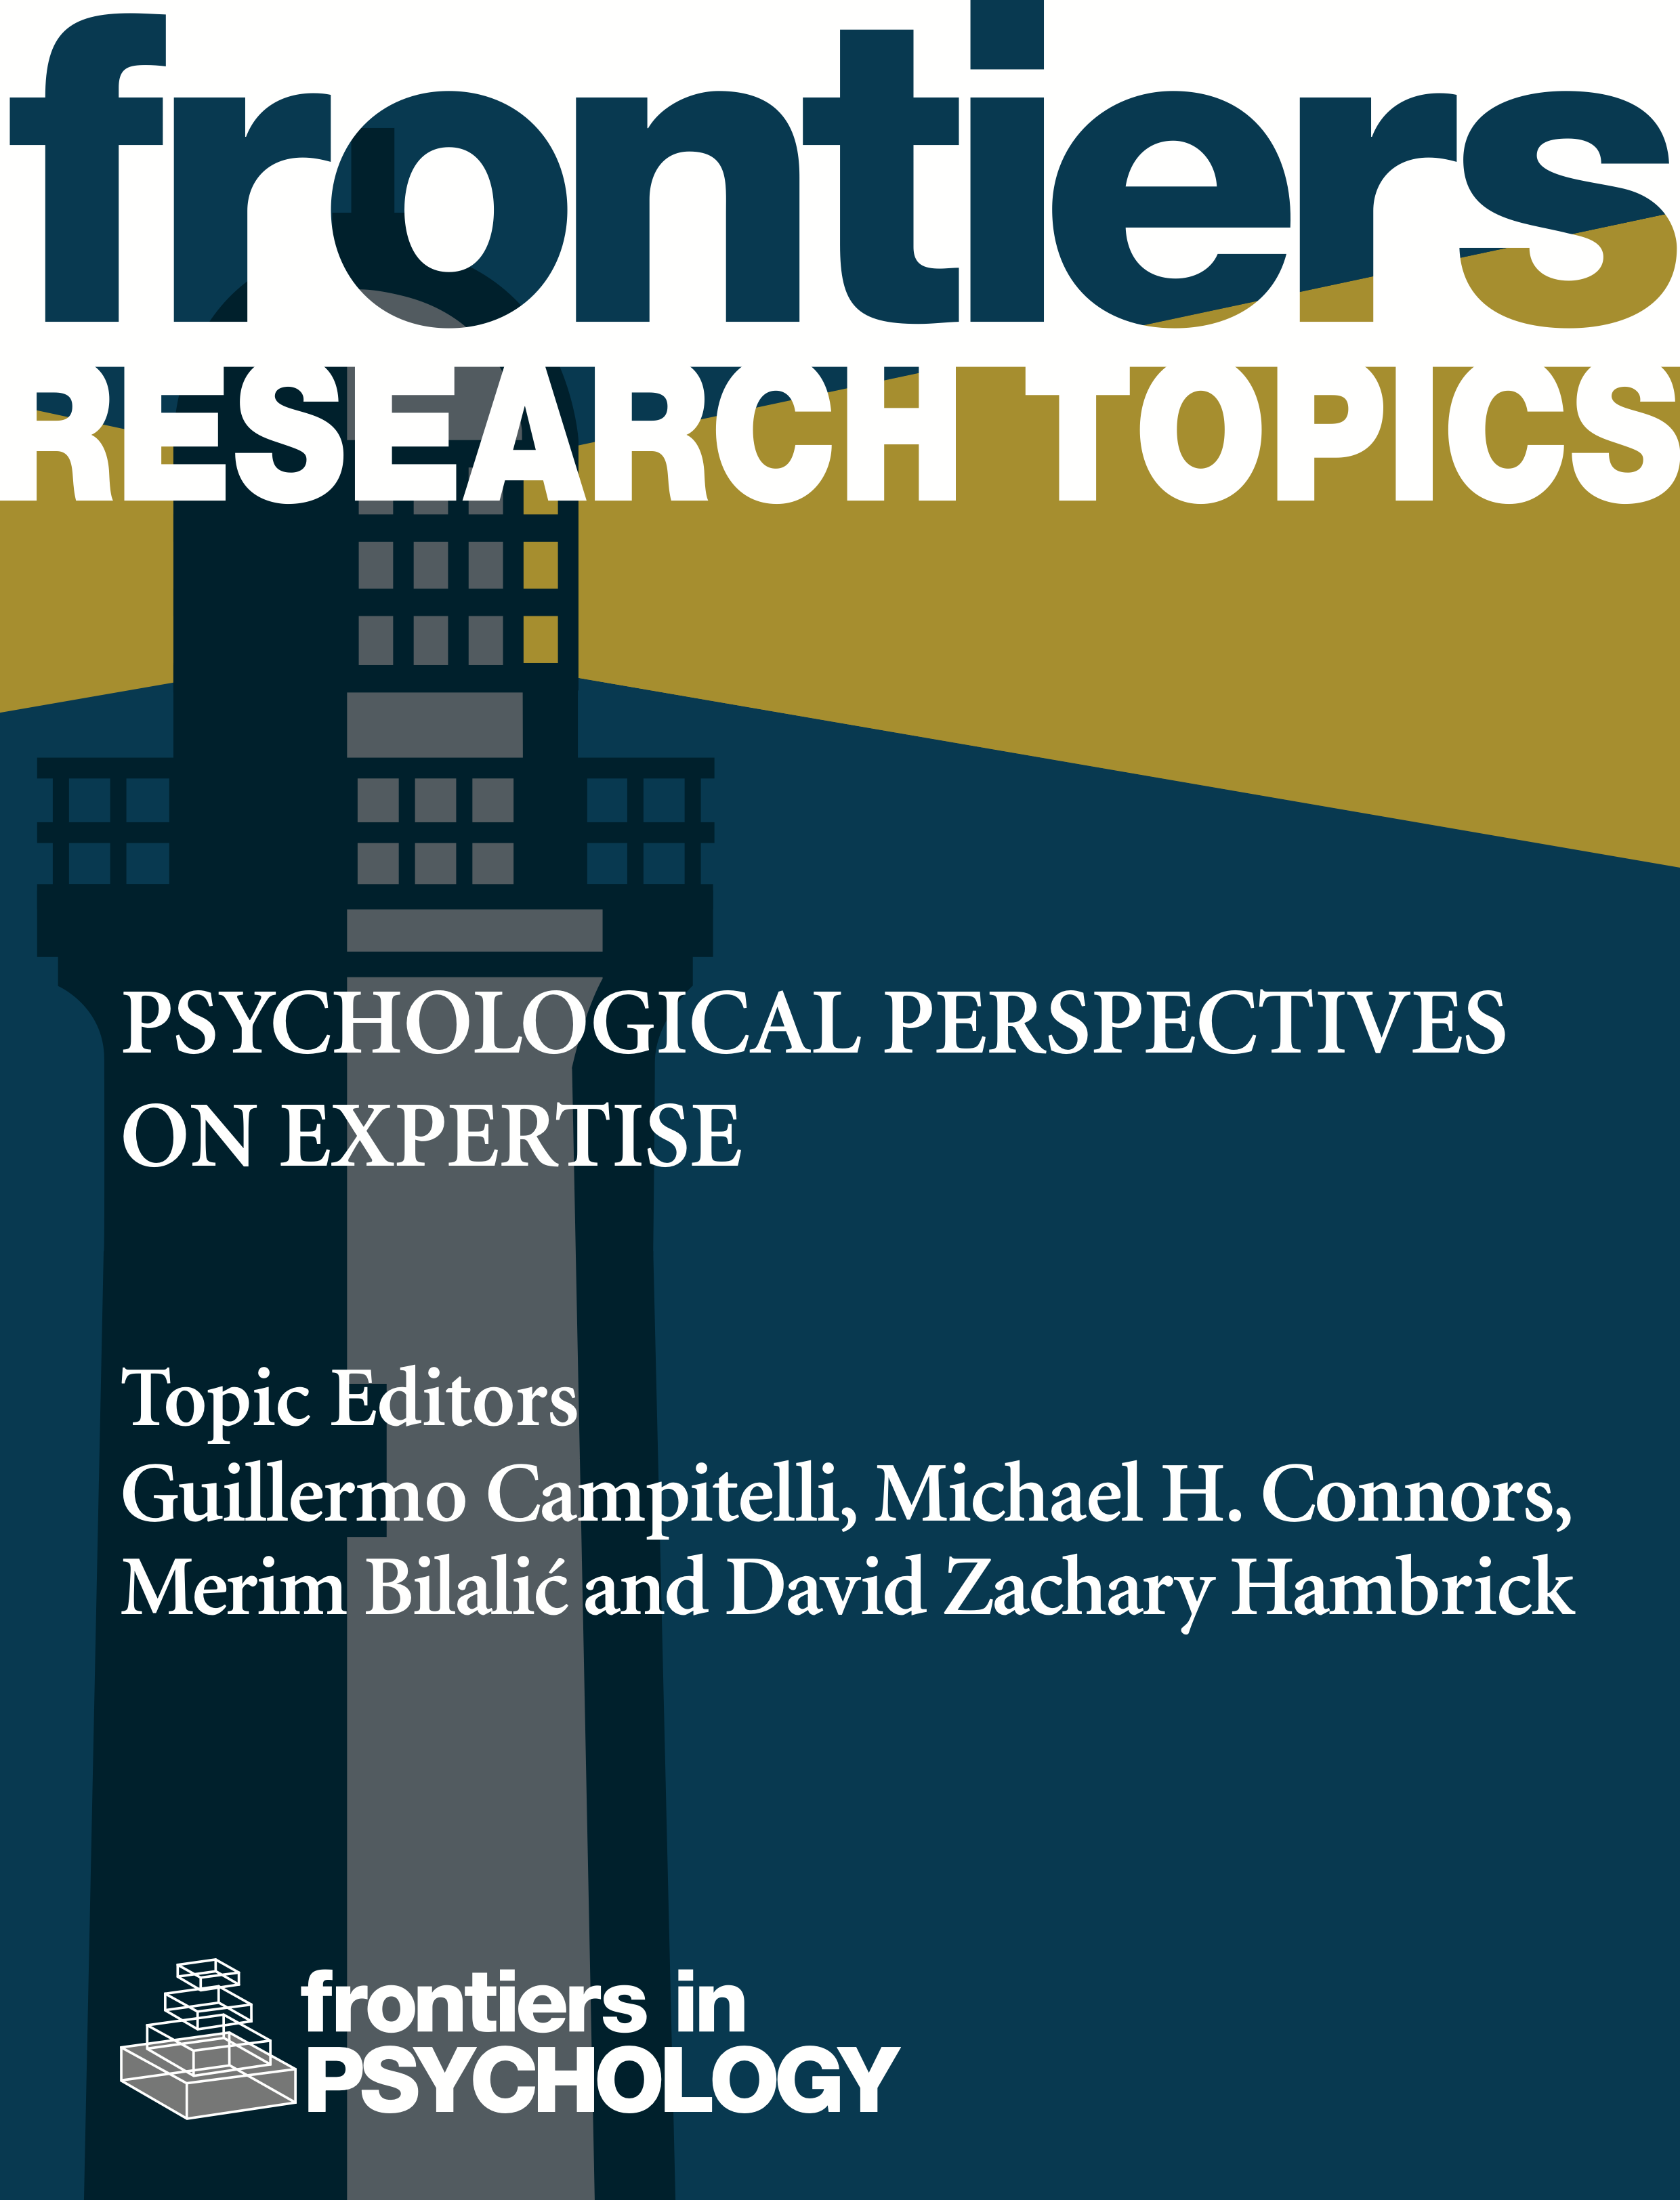 frontiers
RESEARCH TOPICS
PSYCHOLOGICAL PERSPECTIVES
ON EXPERTISE
Topic Editors
Guillermo Campitelli, Michael H. Connors,
Merim Bilalić and David Zachary Hambrick
frontiers in
PSYCHOLOGY